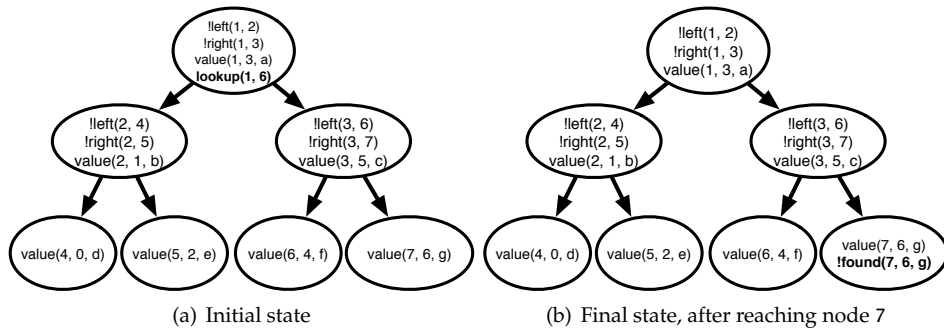 !left(1, 2)
!right(1, 3)
value(1, 3, a)
lookup(1, 6)
!left(2, 4)
!right(2, 5)
value(2, 1, b)
!left(3, 6)
!right(3, 7)
value(3, 5, c)
value(4, 0, d)
value(5, 2, e)
value(6, 4, f)
value(7, 6, g)
(a) Initial state
!left(1, 2)
!right(1, 3)
value(1, 3, a)
!left(2, 4)
!right(2, 5)
value(2, 1, b)
!left(3, 6)
!right(3, 7)
value(3, 5, c)
value(4, 0, d)
value(5, 2, e)
value(6, 4, f)
value(7, 6, g)
!found(7, 6, g)
(b) Final state, after reaching node 7